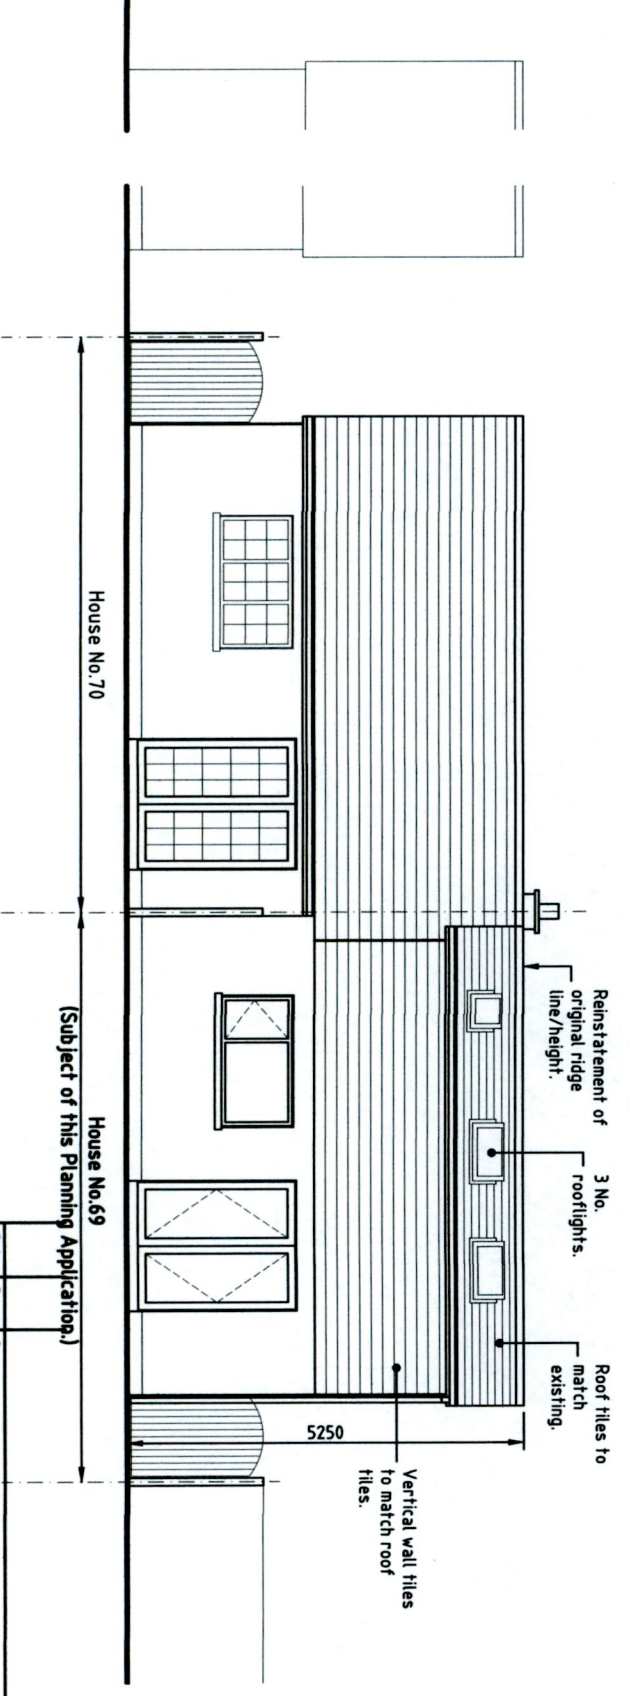 Reinstatement of
original ridge
line/height.
3 No.
rooflights.
Roof tiles to
match
existing.
Vertical wall tiles
to match roof
tiles.
5250
House No.70
House No.69
(Subject of this Planning Application.)